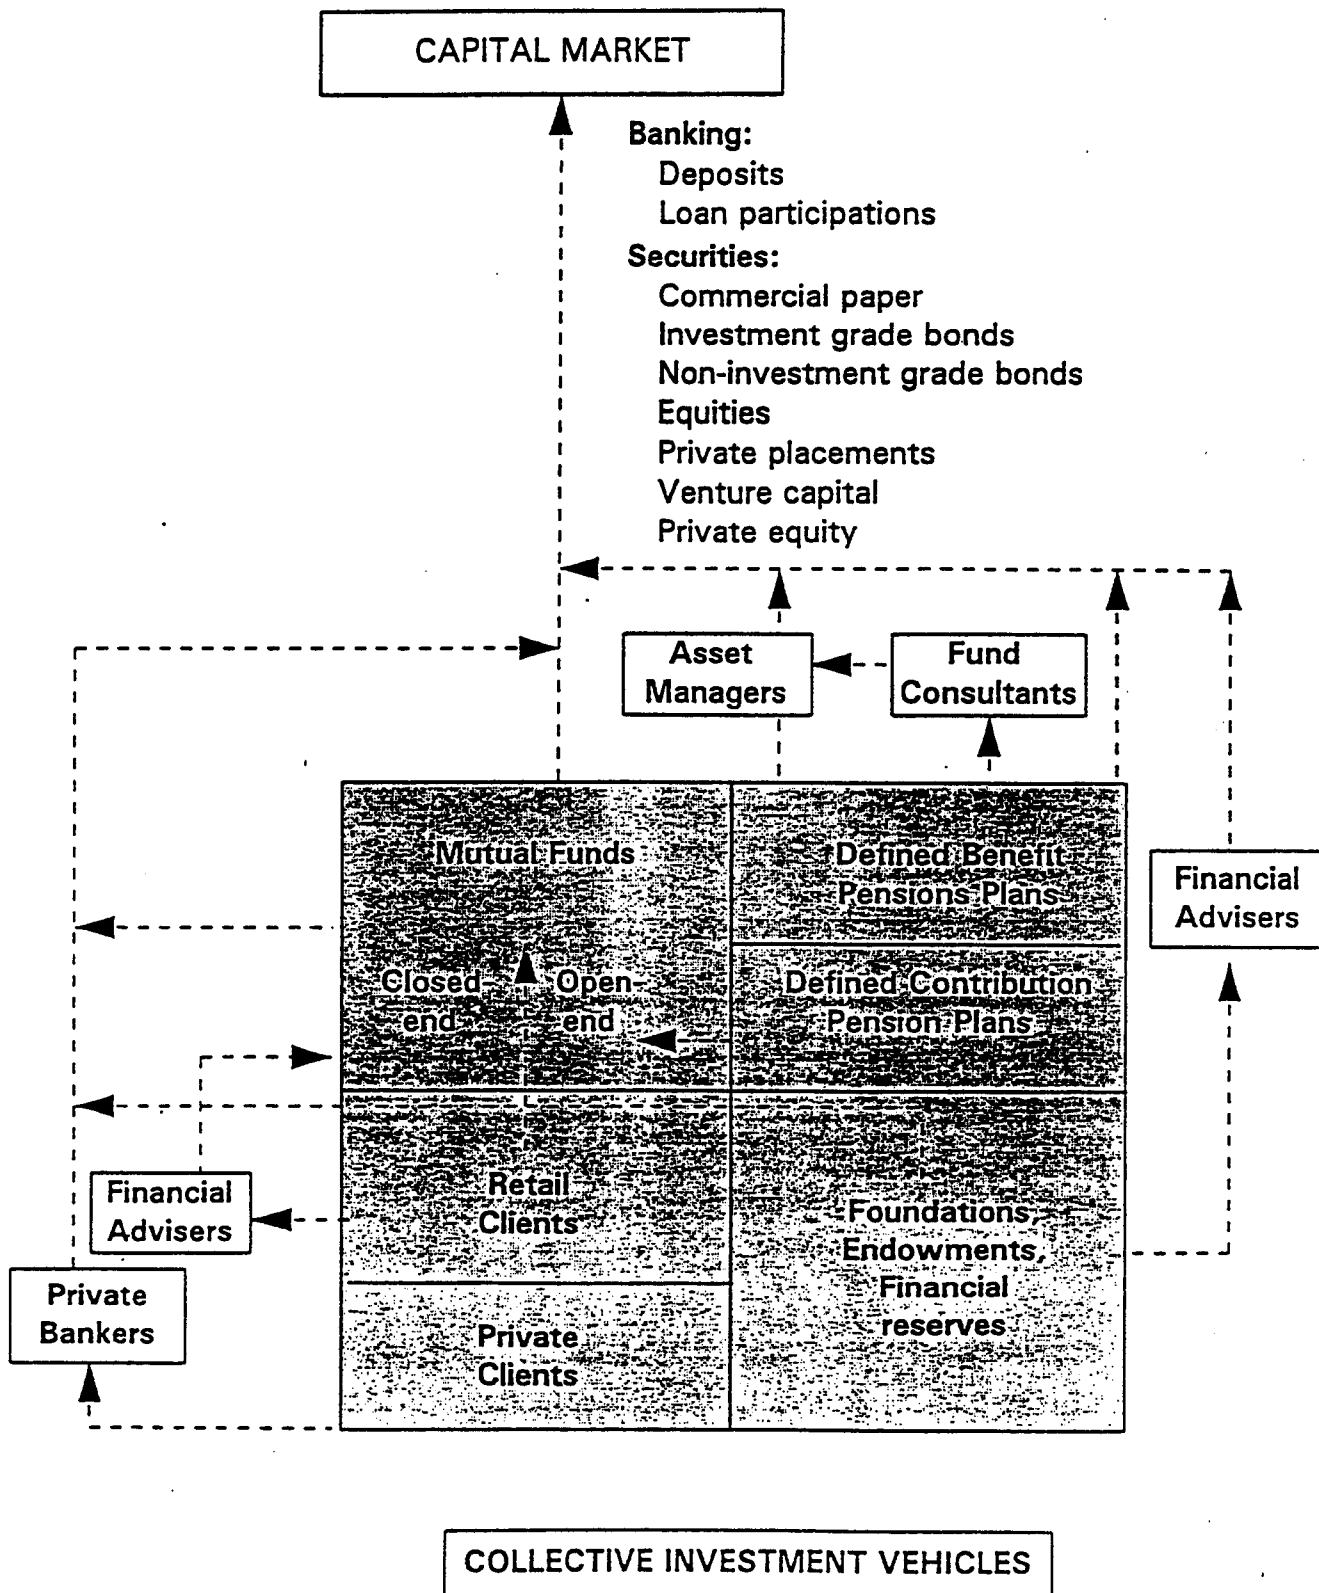 CAPITAL MARKET
Banking:
Deposits
Loan participations
Securities:
Commercial paper
Investment grade bonds
Non-investment grade bonds
Equities
Private placements
Venture capital
Private equity
Asset
Managers
Fund
Consultants
Mutual Funds
Closed-
end
Open-
end
Defined Benefit
Pensions Plans
Defined Contribution
Pension Plans
Financial
Advisers
Retail
Clients
Foundations,
Endowments,
Financial
reserves
Financial
Advisers
Private
Bankers
Private
Clients
COLLECTIVE INVESTMENT VEHICLES